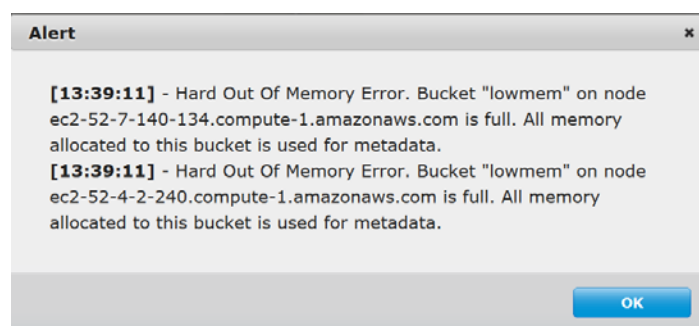 Alert ×
[13:39:11] - Hard Out Of Memory Error. Bucket "lowmem" on node
ec2-52-7-140-134.compute-1.amazonaws.com is full. All memory
allocated to this bucket is used for metadata.
[13:39:11] - Hard Out Of Memory Error. Bucket "lowmem" on node
ec2-52-4-2-240.compute-1.amazonaws.com is full. All memory
allocated to this bucket is used for metadata.
OK